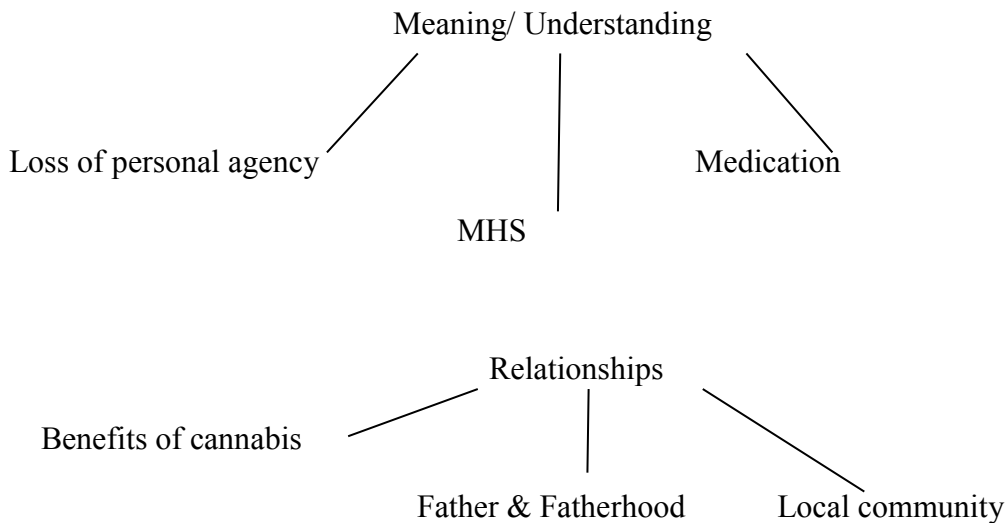 Meaning/ Understanding
Loss of personal agency
Medication
MHS
Relationships
Benefits of cannabis
Father & Fatherhood
Local community